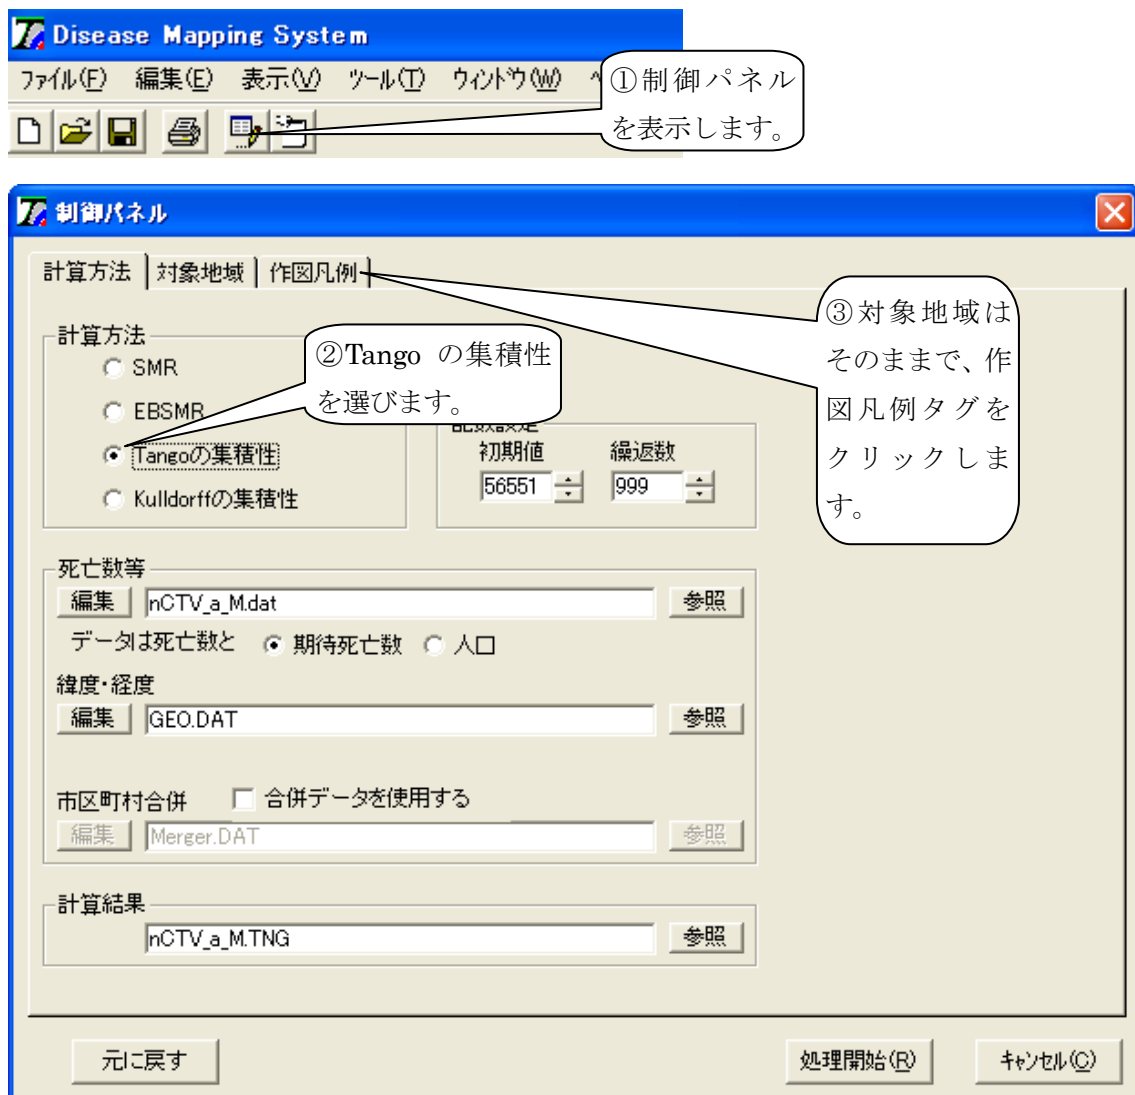 Disease Mapping System
ファイル(F) 編集(E) 表示(V) ツール(T) ウィンドウ(W)
①制御パネル
を表示します。
制御パネル
計算方法 対象地域 作図凡例
③対象地域は
そのままで、作
図凡例タグを
クリックしま
す。
計算方法
②Tango の集積性
を選びます。
SMR
EBSMR
Tangoの集積性
Kulldorffの集積性
初期値 繰返数
56551 999
死亡数等
編集 nCTV_a_M.dat 参照
データは死亡数と 期待死亡数 人口
緯度・経度
編集 GEO.DAT 参照
市区町村合併 合併データを使用する
編集 Merger.DAT 参照
計算結果
nCTV_a_M.TNG 参照
元に戻す 処理開始(R) キャンセル(C)